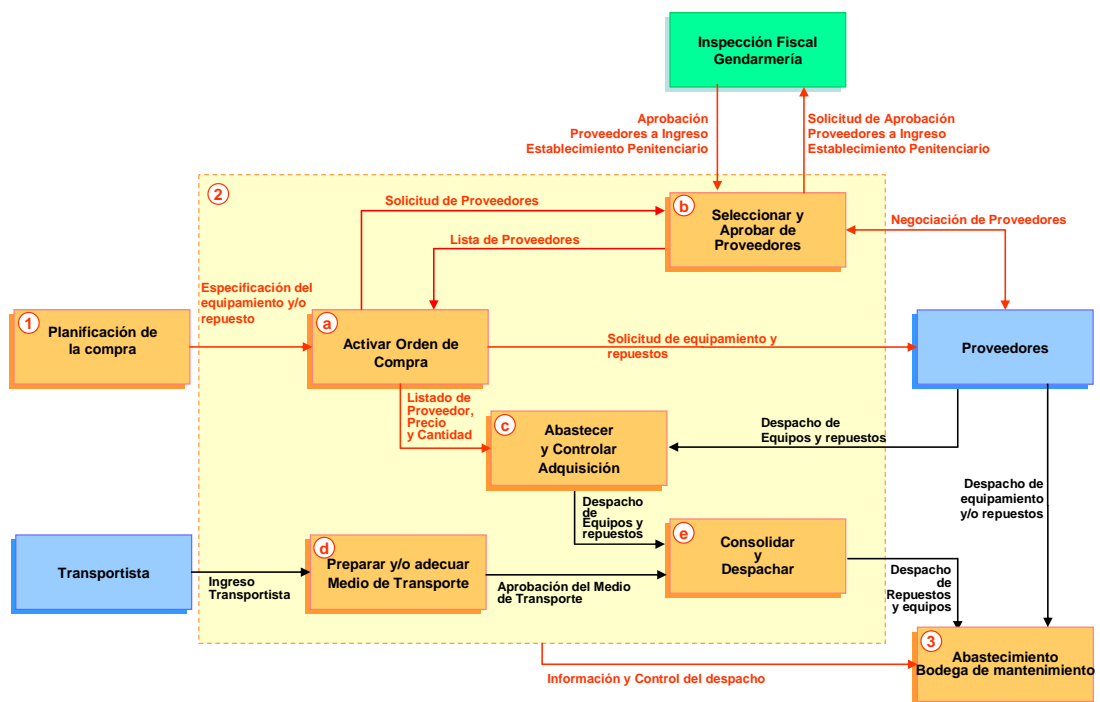 Inspección Fiscal
Gendarmería
Aprobación
Proveedores a Ingreso
Establecimiento Penitenciario
Solicitud de Aprobación
Proveedores a Ingreso
Establecimiento Penitenciario
2
Solicitud de Proveedores
b
Seleccionar y
Aprobar de
Proveedores
Negociación de Proveedores
Lista de Proveedores
Especificación del
equipamiento y/o
repuesto
1
Planificación de
la compra
a
Activar Orden de
Compra
Solicitud de equipamiento y
repuestos
Proveedores
Listado de
Proveedor,
Precio
y Cantidad
c
Abastecer
y Controlar
Adquisición
Despacho de
Equipos y repuestos
Despacho de
equipamiento
y/o repuestos
Despacho
de
Equipos y
repuestos
Transportista
Ingreso
Transportista
d
Preparar y/o adecuar
Medio de Transporte
Aprobación del Medio
de Transporte
e
Consolidar
y
Despachar
Despacho
de
Repuestos
y equipos
3
Abastecimiento
Bodega de mantenimiento
Información y Control del despacho